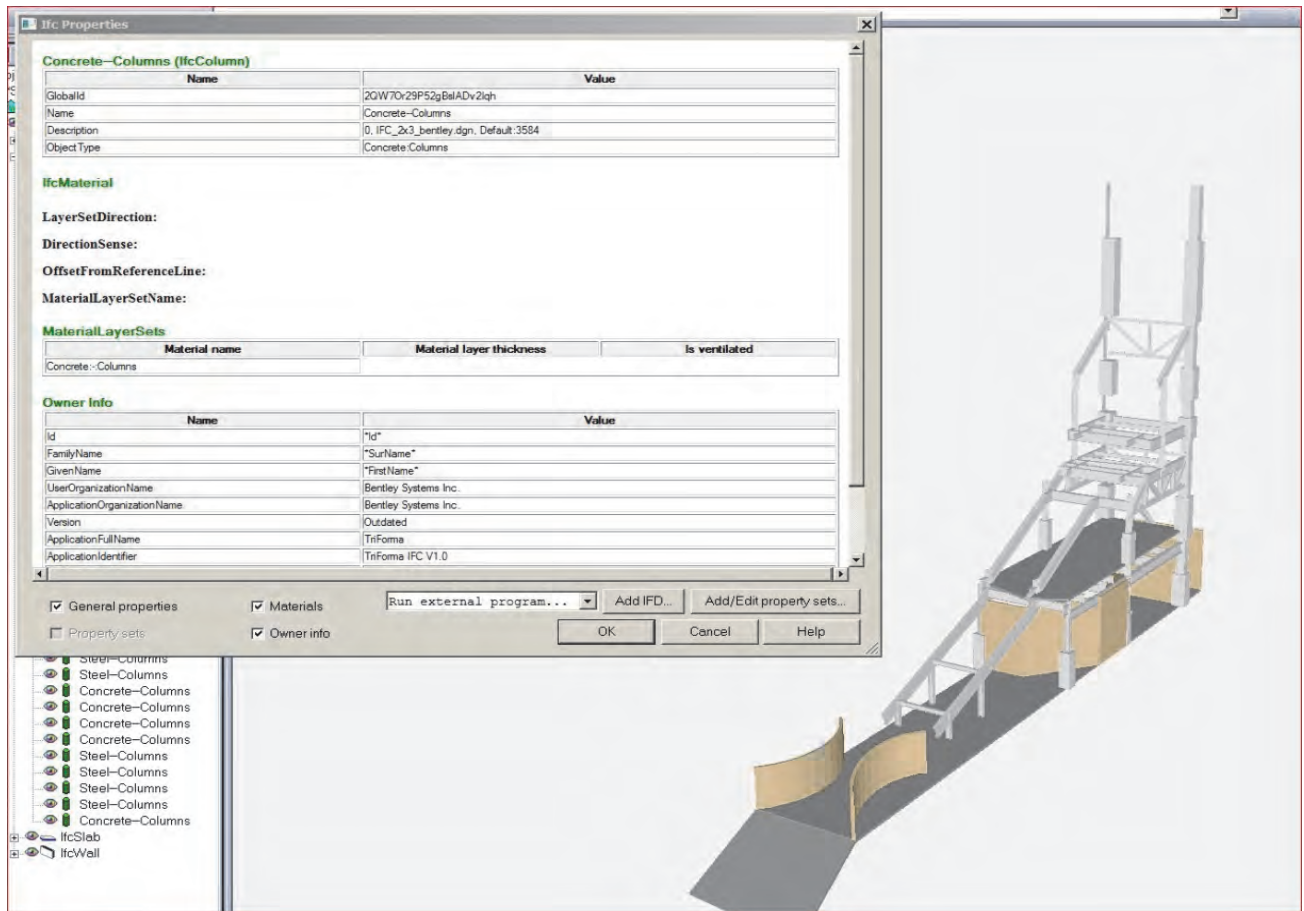 Ifc Properties
Concrete–Columns (IfcColumn)
Name Value
GlobalId 2QW7Or29P52gBslADv2lqh
Name Concrete–Columns
Description 0, IFC_2x3_bentley.dgn, Default:3584
ObjectType Concrete:Columns
IfcMaterial
LayerSetDirection:
DirectionSense:
OffsetFromReferenceLine:
MaterialLayerSetName:
MaterialLayerSets
Material name Material layer thickness Is ventilated
Concrete:-:Columns
Owner Info
Name Value
Id "Id"
FamilyName "SurName"
GivenName "FirstName"
UserOrganizationName Bentley Systems Inc.
ApplicationOrganizationName Bentley Systems Inc.
Version Outdated
ApplicationFullName TriForma
ApplicationIdentifier TriForma IFC V1.0
General properties Materials Run external program... Add IFD... Add/Edit property sets...
Property sets Owner info OK Cancel Help
Steel–Columns
Steel–Columns
Concrete–Columns
Concrete–Columns
Concrete–Columns
Concrete–Columns
Steel–Columns
Steel–Columns
Steel–Columns
Steel–Columns
Concrete–Columns
IfcSlab
IfcWall